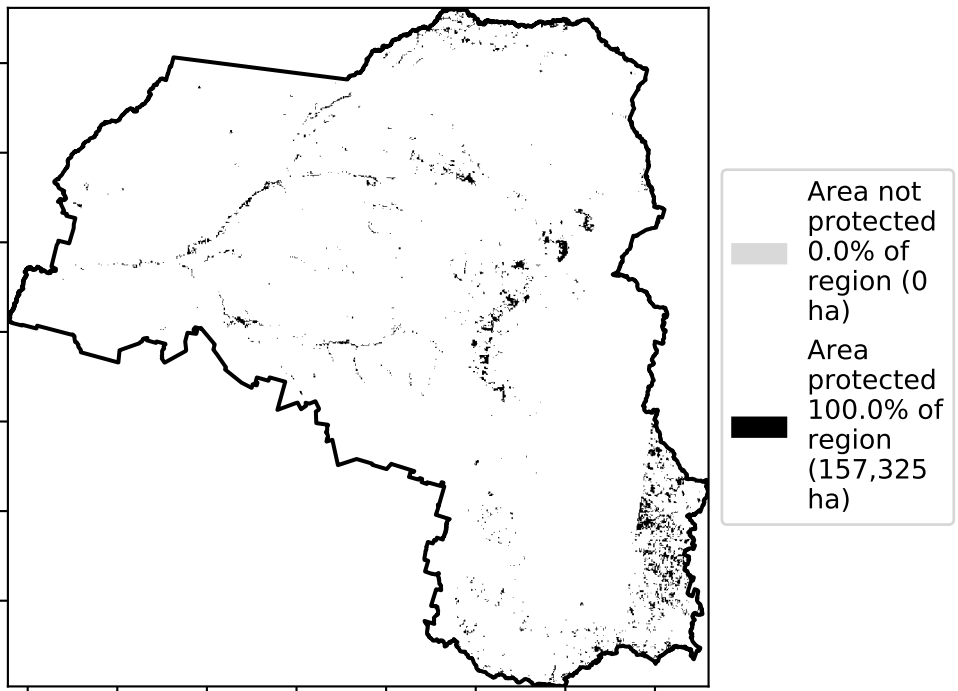 Area not
protected
0.0% of
region (0
ha)
Area
protected
100.0% of
region
(157,325
ha)